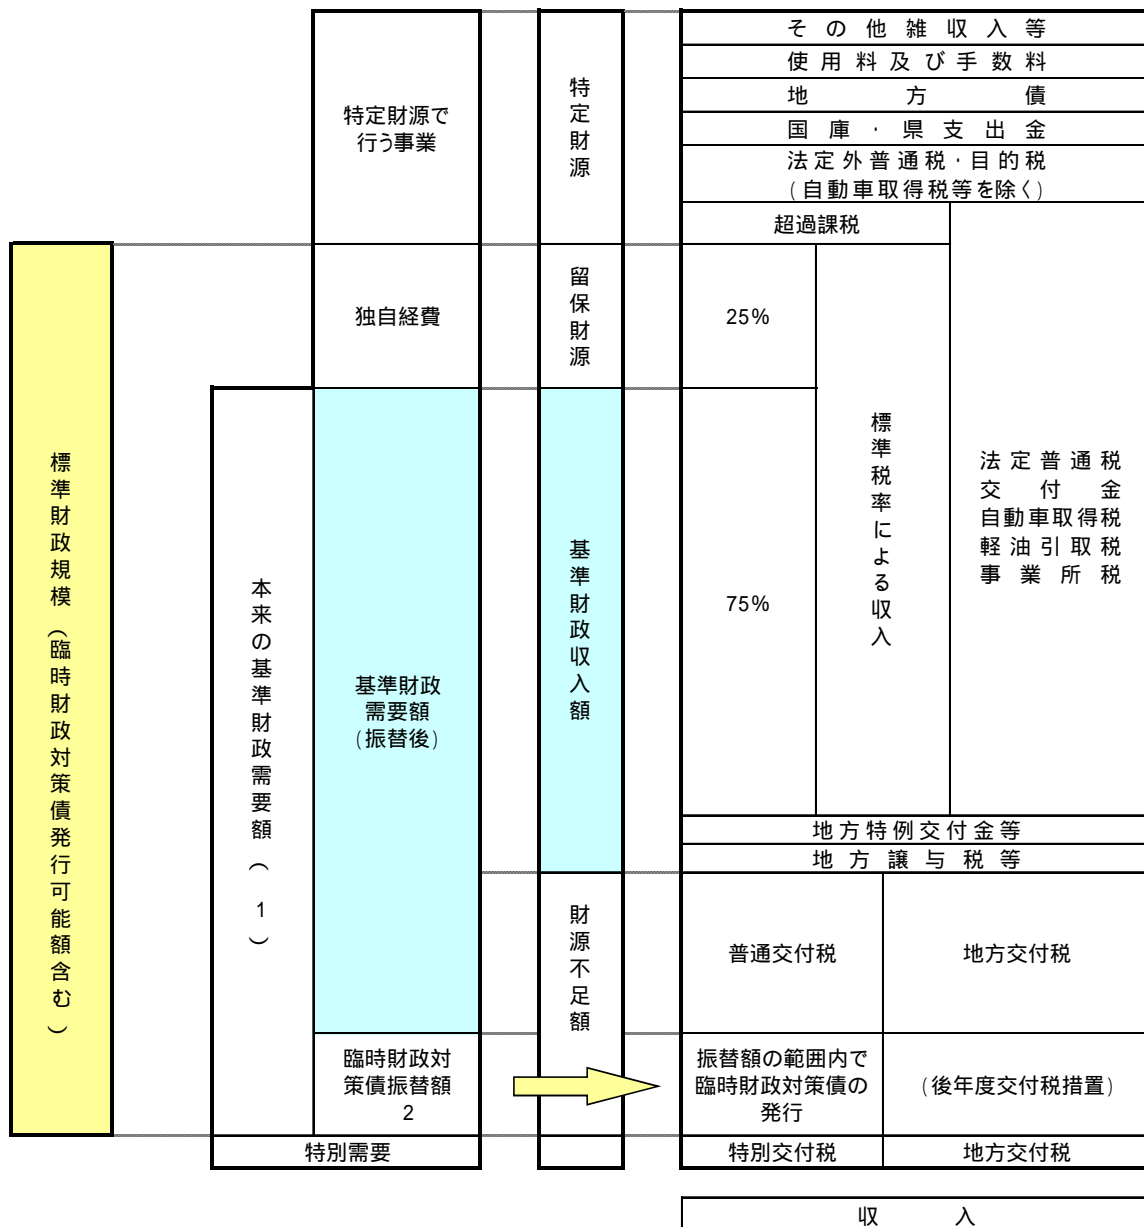 標準財政規模(臨時財政対策債発行可能額含む)
本来の基準財政需要額( 1)
特定財源で
行う事業
独自経費
基準財政
需要額
(振替後)
臨時財政対
策債振替額
2
特別需要
特定財源
留保財源
基準財政収入額
財源不足額
その他雑収入等
使用料及び手数料
地方債
国庫・県支出金
法定外普通税・目的税
(自動車取得税等を除く)
超過課税
25%
75%
標準税率による収入
法定普通税
交付金
自動車取得税
軽油引取税
事業所税
地方特例交付金等
地方譲与税等
普通交付税
地方交付税
振替額の範囲内で
臨時財政対策債の
発行
(後年度交付税措置)
特別交付税
地方交付税
収入